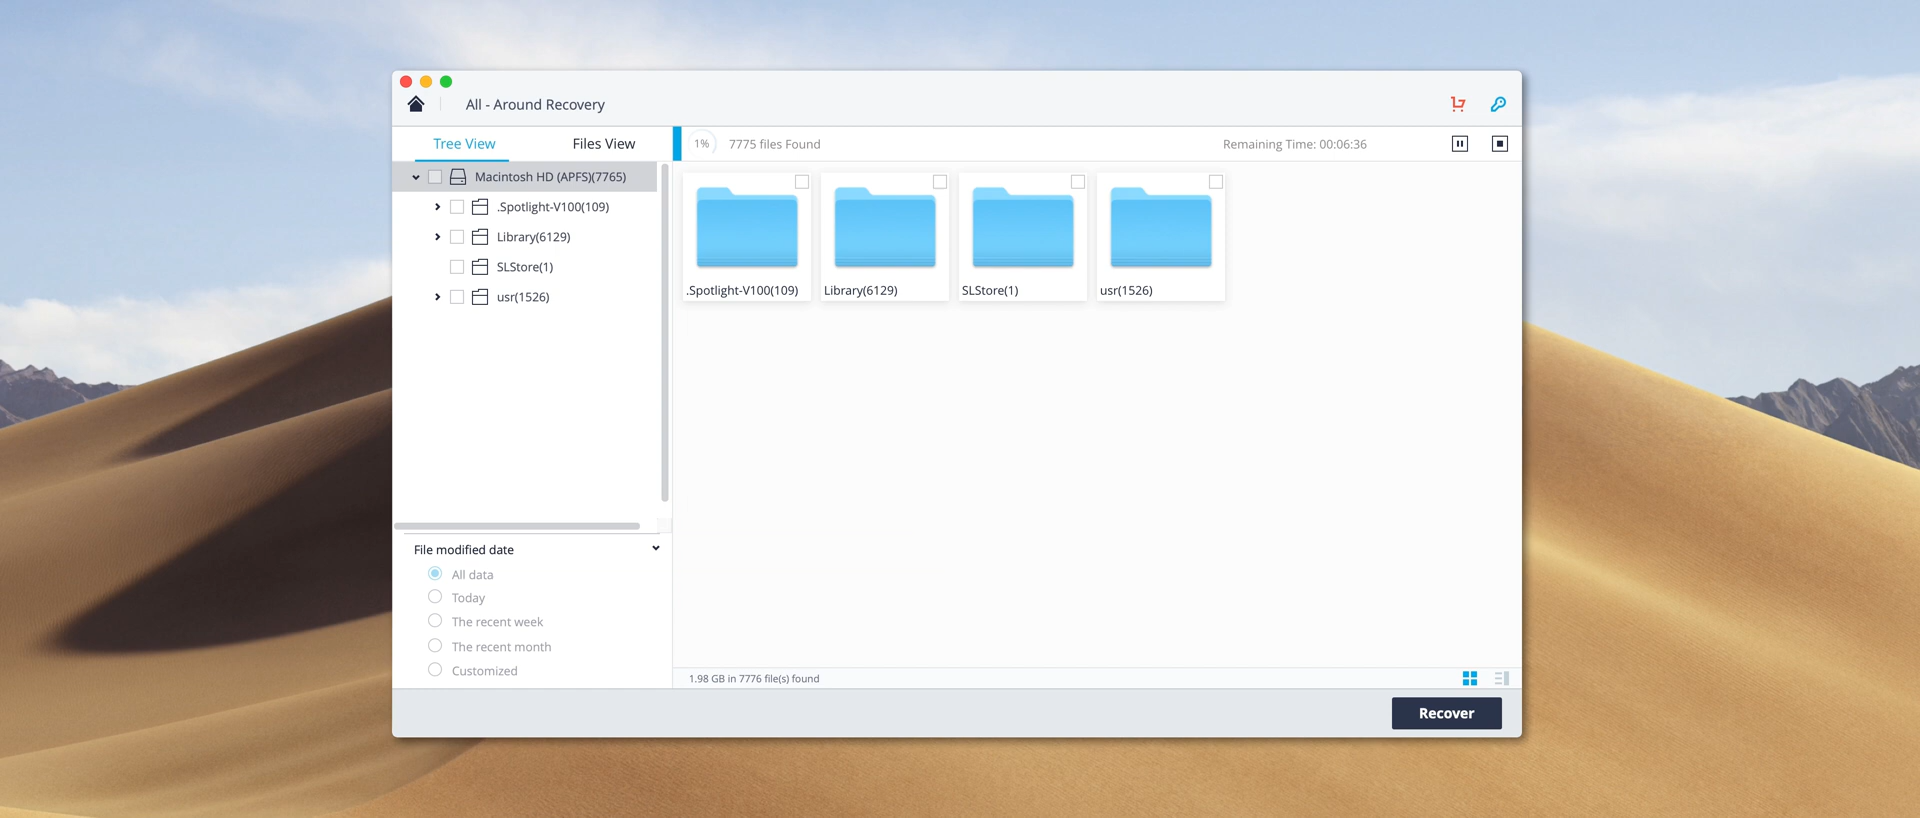 All - Around Recovery
Tree View
Files View
1%
7775 files Found
Remaining Time: 00:06:36
Macintosh HD (APFS)(7765)
.Spotlight-V100(109)
Library(6129)
SLStore(1)
usr(1526)
.Spotlight-V100(109)
Library(6129)
SLStore(1)
usr(1526)
File modified date
All data
Today
The recent week
The recent month
Customized
1.98 GB in 7776 file(s) found
Recover